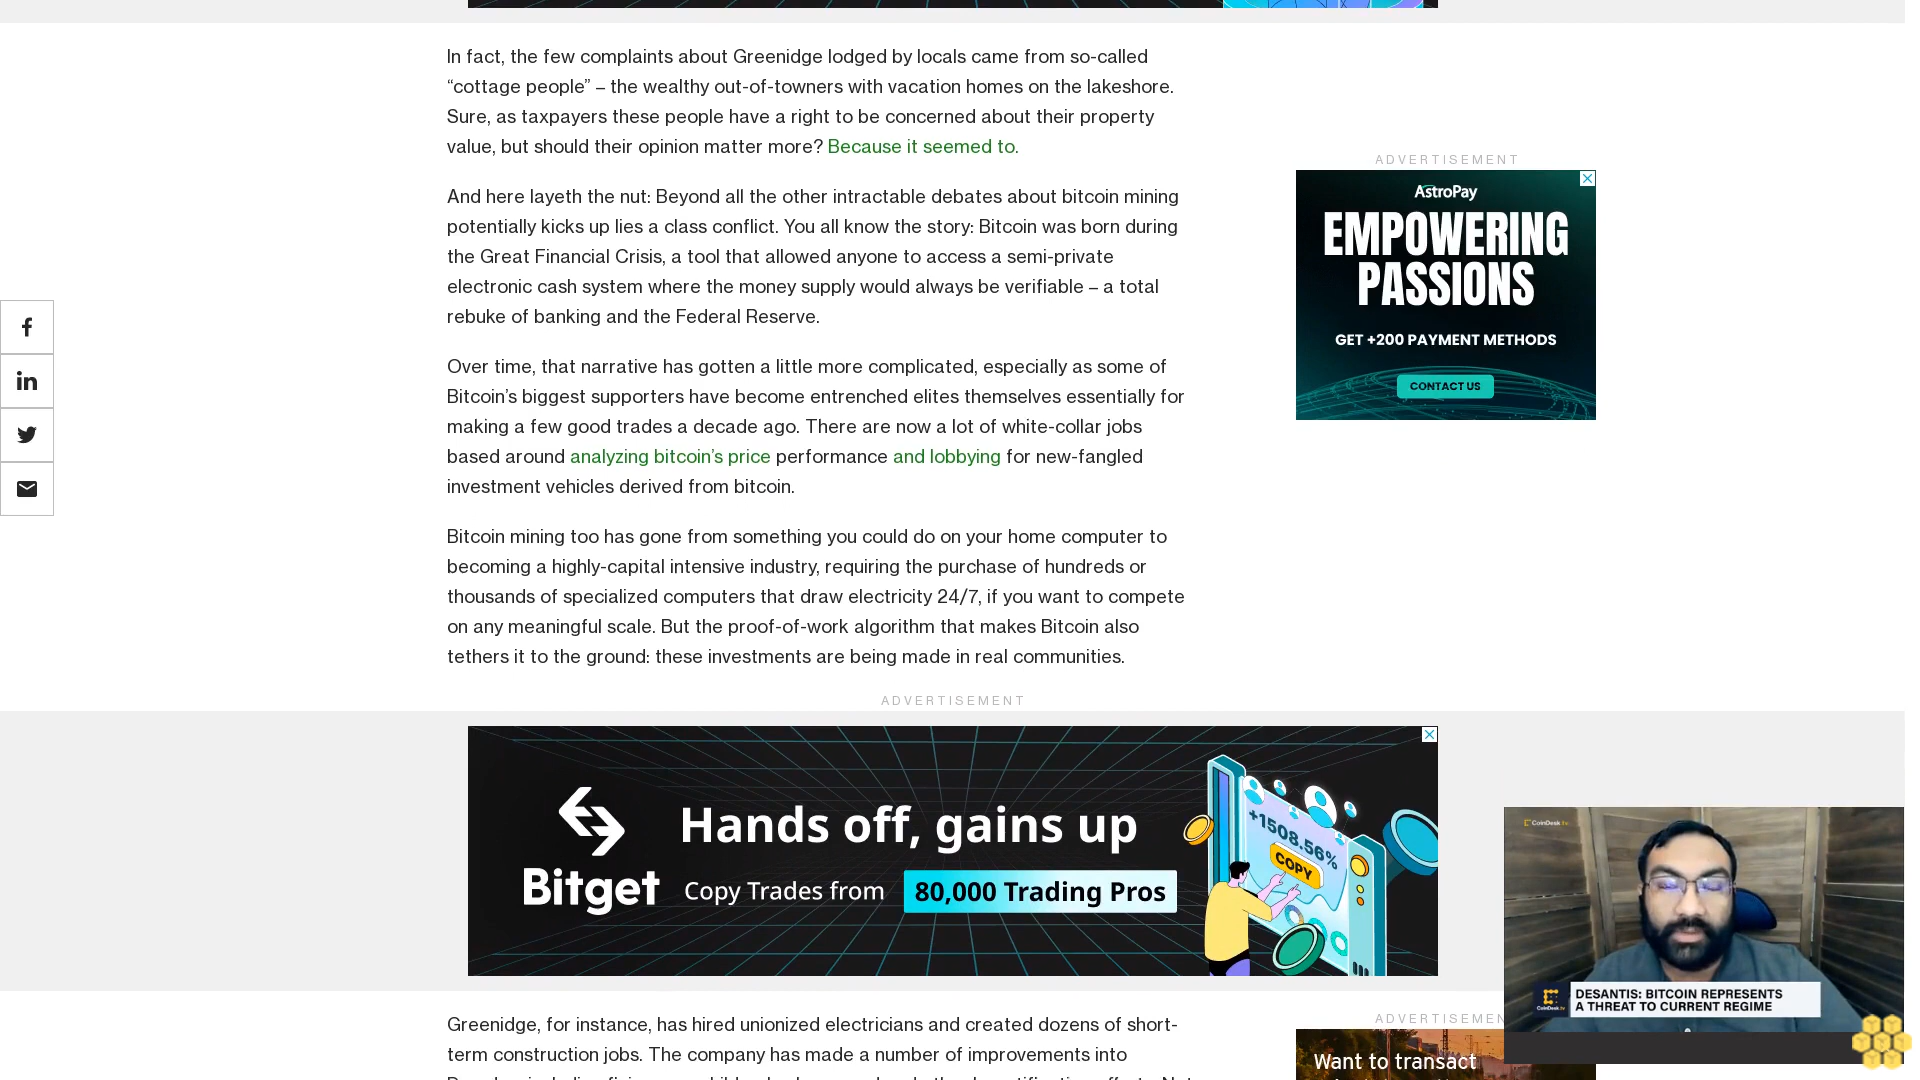 In fact, the few complaints about Greenidge lodged by locals came from so-called
“cottage people” – the wealthy out-of-towners with vacation homes on the lakeshore.
Sure, as taxpayers these people have a right to be concerned about their property
value, but should their opinion matter more? Because it seemed to.
And here layeth the nut: Beyond all the other intractable debates about bitcoin mining
potentially kicks up lies a class conflict. You all know the story: Bitcoin was born during
the Great Financial Crisis, a tool that allowed anyone to access a semi-private
electronic cash system where the money supply would always be verifiable – a total
rebuke of banking and the Federal Reserve.
Over time, that narrative has gotten a little more complicated, especially as some of
Bitcoin’s biggest supporters have become entrenched elites themselves essentially for
making a few good trades a decade ago. There are now a lot of white-collar jobs
based around analyzing bitcoin’s price performance and lobbying for new-fangled
investment vehicles derived from bitcoin.
Bitcoin mining too has gone from something you could do on your home computer to
becoming a highly-capital intensive industry, requiring the purchase of hundreds or
thousands of specialized computers that draw electricity 24/7, if you want to compete
on any meaningful scale. But the proof-of-work algorithm that makes Bitcoin also
tethers it to the ground: these investments are being made in real communities.
ADVERTISEMENT
AstroPay
EMPOWERING
PASSIONS
GET +200 PAYMENT METHODS
CONTACT US
ADVERTISEMENT
Bitget
Hands off, gains up
Copy Trades from 80,000 Trading Pros
+1508.56%
COPY
CoinDesk tv
CoinDesk tv
DESANTIS: BITCOIN REPRESENTS
A THREAT TO CURRENT REGIME
Greenidge, for instance, has hired unionized electricians and created dozens of short-
term construction jobs. The company has made a number of improvements into
ADVERTISEMEN
Want to transact